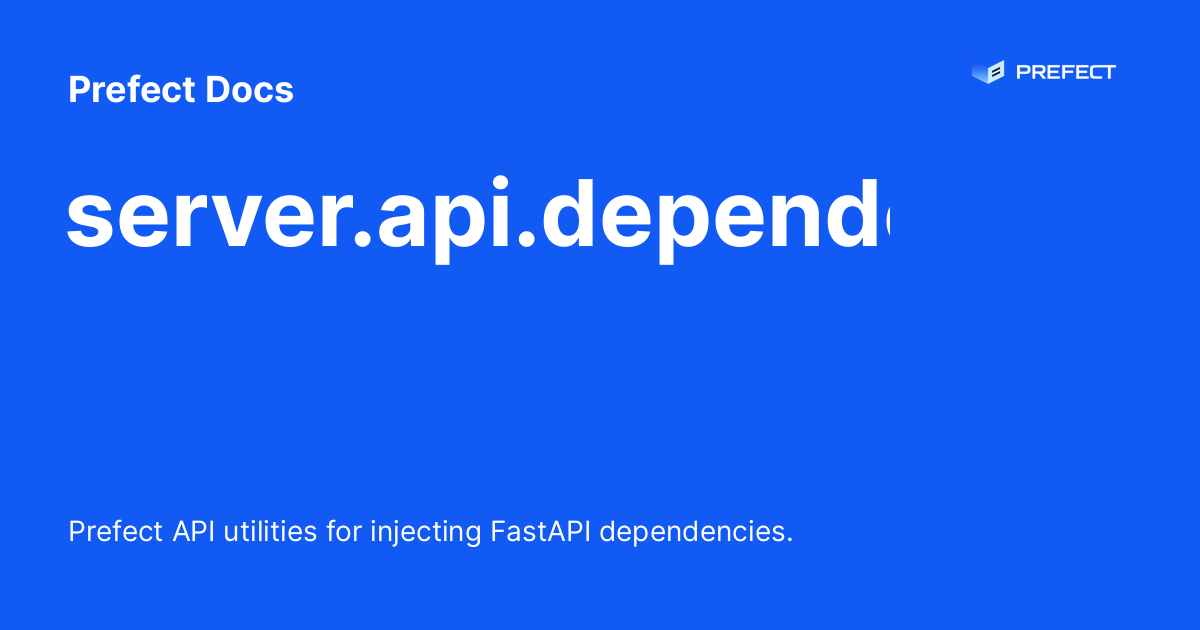 Prefect Docs
PREFECT
server.api.depend
Prefect API utilities for injecting FastAPI dependencies.